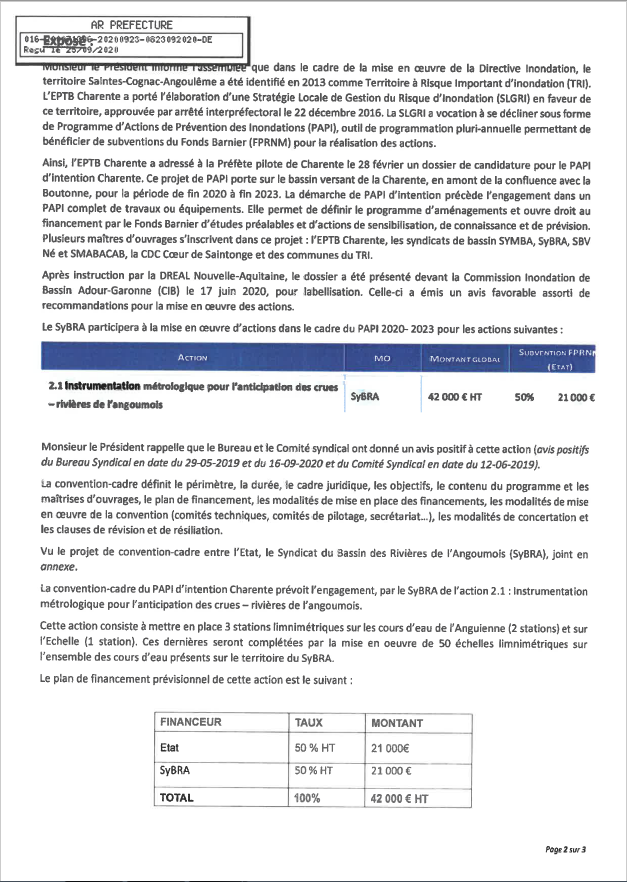 AR PREFECTURE
Exposé :
Reçu le 25/09/2020
Monsieur le Président informe l'assemblée que dans le cadre de la mise en œuvre de la Directive Inondation, le
territoire Saintes-Cognac-Angoulême a été identifié en 2013 comme Territoire à Risque Important d'inondation (TRI).
L'EPTB Charente a porté l'élaboration d'une Stratégie Locale de Gestion du Risque d'Inondation (SLGRI) en faveur de
ce territoire, approuvée par arrêté interpréfectoral le 22 décembre 2016. La SLGRI a vocation à se décliner sous forme
de Programme d'Actions de Prévention des Inondations (PAPI), outil de programmation pluri-annuelle permettant de
bénéficier de subventions du Fonds Barnier (FPRNM) pour la réalisation des actions.
Ainsi, l'EPTB Charente a adressé à la Préfète pilote de Charente le 28 février un dossier de candidature pour le PAPI
d'Intention Charente. Ce projet de PAPI porte sur le bassin versant de la Charente, en amont de la confluence avec la
Boutonne, pour la période de fin 2020 à fin 2023. La démarche de PAPI d'Intention précède l'engagement dans un
PAPI complet de travaux ou équipements. Elle permet de définir le programme d'aménagements et ouvre droit au
financement par le Fonds Barnier d'études préalables et d'actions de sensibilisation, de connaissance et de prévision.
Plusieurs maîtres d'ouvrages s'inscrivent dans ce projet : l'EPTB Charente, les syndicats de bassin SYMBA, SyBRA, SBV
Né et SMABACAB, la CDC Cœur de Saintonge et des communes du TRI.
Après instruction par la DREAL Nouvelle-Aquitaine, le dossier a été présenté devant la Commission Inondation de
Bassin Adour-Garonne (CIB) le 17 juin 2020, pour labellisation. Celle-ci a émis un avis favorable assorti de
recommandations pour la mise en œuvre des actions.
Le SyBRA participera à la mise en œuvre d'actions dans le cadre du PAPI 2020- 2023 pour les actions suivantes :
ACTION MO MONTANT GLOBAL SUBVENTION FPRNM (ETAT)
2.1 Instrumentation métrologique pour l'anticipation des crues
– rivières de l'angoumois SyBRA 42 000 € HT 50% 21 000 €
Monsieur le Président rappelle que le Bureau et le Comité syndical ont donné un avis positif à cette action (avis positifs
du Bureau Syndical en date du 29-05-2019 et du 16-09-2020 et du Comité Syndical en date du 12-06-2019).
La convention-cadre définit le périmètre, la durée, le cadre juridique, les objectifs, le contenu du programme et les
maîtrises d'ouvrages, le plan de financement, les modalités de mise en place des financements, les modalités de mise
en œuvre de la convention (comités techniques, comités de pilotage, secrétariat…), les modalités de concertation et
les clauses de révision et de résiliation.
Vu le projet de convention-cadre entre l'Etat, le Syndicat du Bassin des Rivières de l'Angoumois (SyBRA), joint en
annexe.
La convention-cadre du PAPI d'intention Charente prévoit l'engagement, par le SyBRA de l'action 2.1 : Instrumentation
métrologique pour l'anticipation des crues – rivières de l'angoumois.
Cette action consiste à mettre en place 3 stations limnimétriques sur les cours d'eau de l'Anguienne (2 stations) et sur
l'Echelle (1 station). Ces dernières seront complétées par la mise en oeuvre de 50 échelles limnimétriques sur
l'ensemble des cours d'eau présents sur le territoire du SyBRA.
Le plan de financement prévisionnel de cette action est le suivant :
FINANCEUR TAUX MONTANT
Etat 50 % HT 21 000€
SyBRA 50 % HT 21 000 €
TOTAL 100% 42 000 € HT
Page 2 sur 3